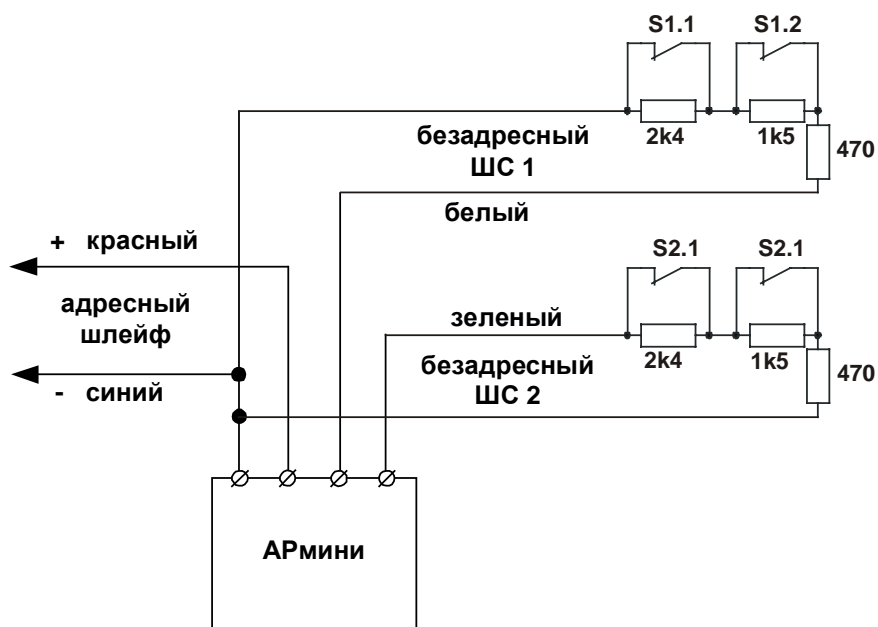 S1.1
S1.2
2k4
1k5
470
безадресный
ШС 1
белый
+ красный
адресный
шлейф
- синий
S2.1
S2.1
зеленый
2k4
1k5
470
безадресный
ШС 2
АРмини